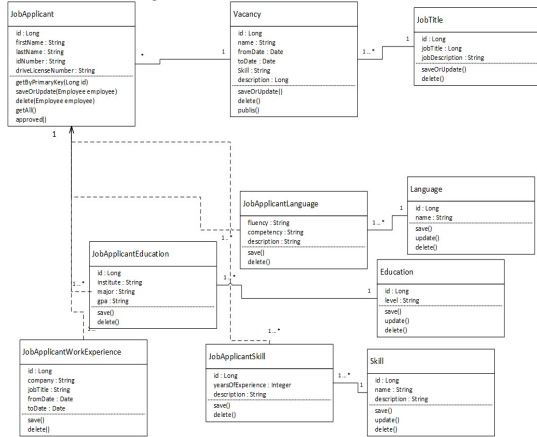 JobApplicant
id : Long
firstName : String
lastName : String
idNumber : String
driveLicenseNumber : String
getByPrimaryKey(Long id)
saveOrUpdate(Employee employee)
delete(Employee employee)
getAll()
approved()
Vacancy
id : Long
name : String
fromDate : Date
toDate : Date
Skill : String
description : Long
saveOrUpdate()
delete()
publis()
JobTitle
id : Long
jobTitle : Long
jobDescription : String
saveOrUpdate()
delete()
*
1
1..*
1
1
JobApplicantLanguage
fluency : String
competency : String
description : String
save()
delete()
1..*
1..*
1
Language
id : Long
name : String
save()
update()
delete()
JobApplicantEducation
id : Long
institute : String
major : String
gpa : String
save()
delete()
1..*
1..*
1
Education
id : Long
level : String
save()
update()
delete()
JobApplicantWorkExperience
id : Long
company : String
jobTitle : String
fromDate : Date
toDate : Date
save()
delete()
JobApplicantSkill
id : Long
yearsOfExperience : Integer
description : String
save()
delete()
1..*
1..*
1
Skill
id : Long
name : String
description : String
save()
update()
delete()